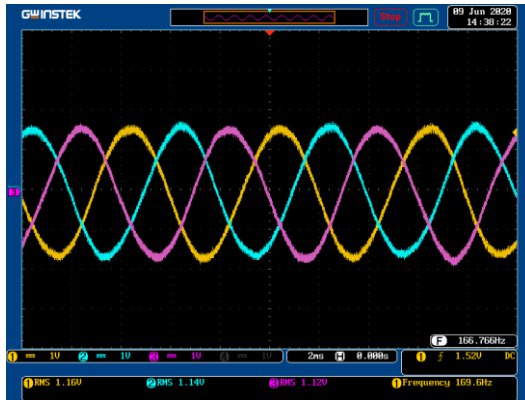 GWINSTEK
Stop
09 Jun 2020
14:38:22
F 166.766Hz
1 1V 2 1V 3 1V 4 1V 2ms H 0.000s 1 1.52V DC
1 RMS 1.16V 2 RMS 1.14V 3 RMS 1.12V 1 Frequency 169.6Hz